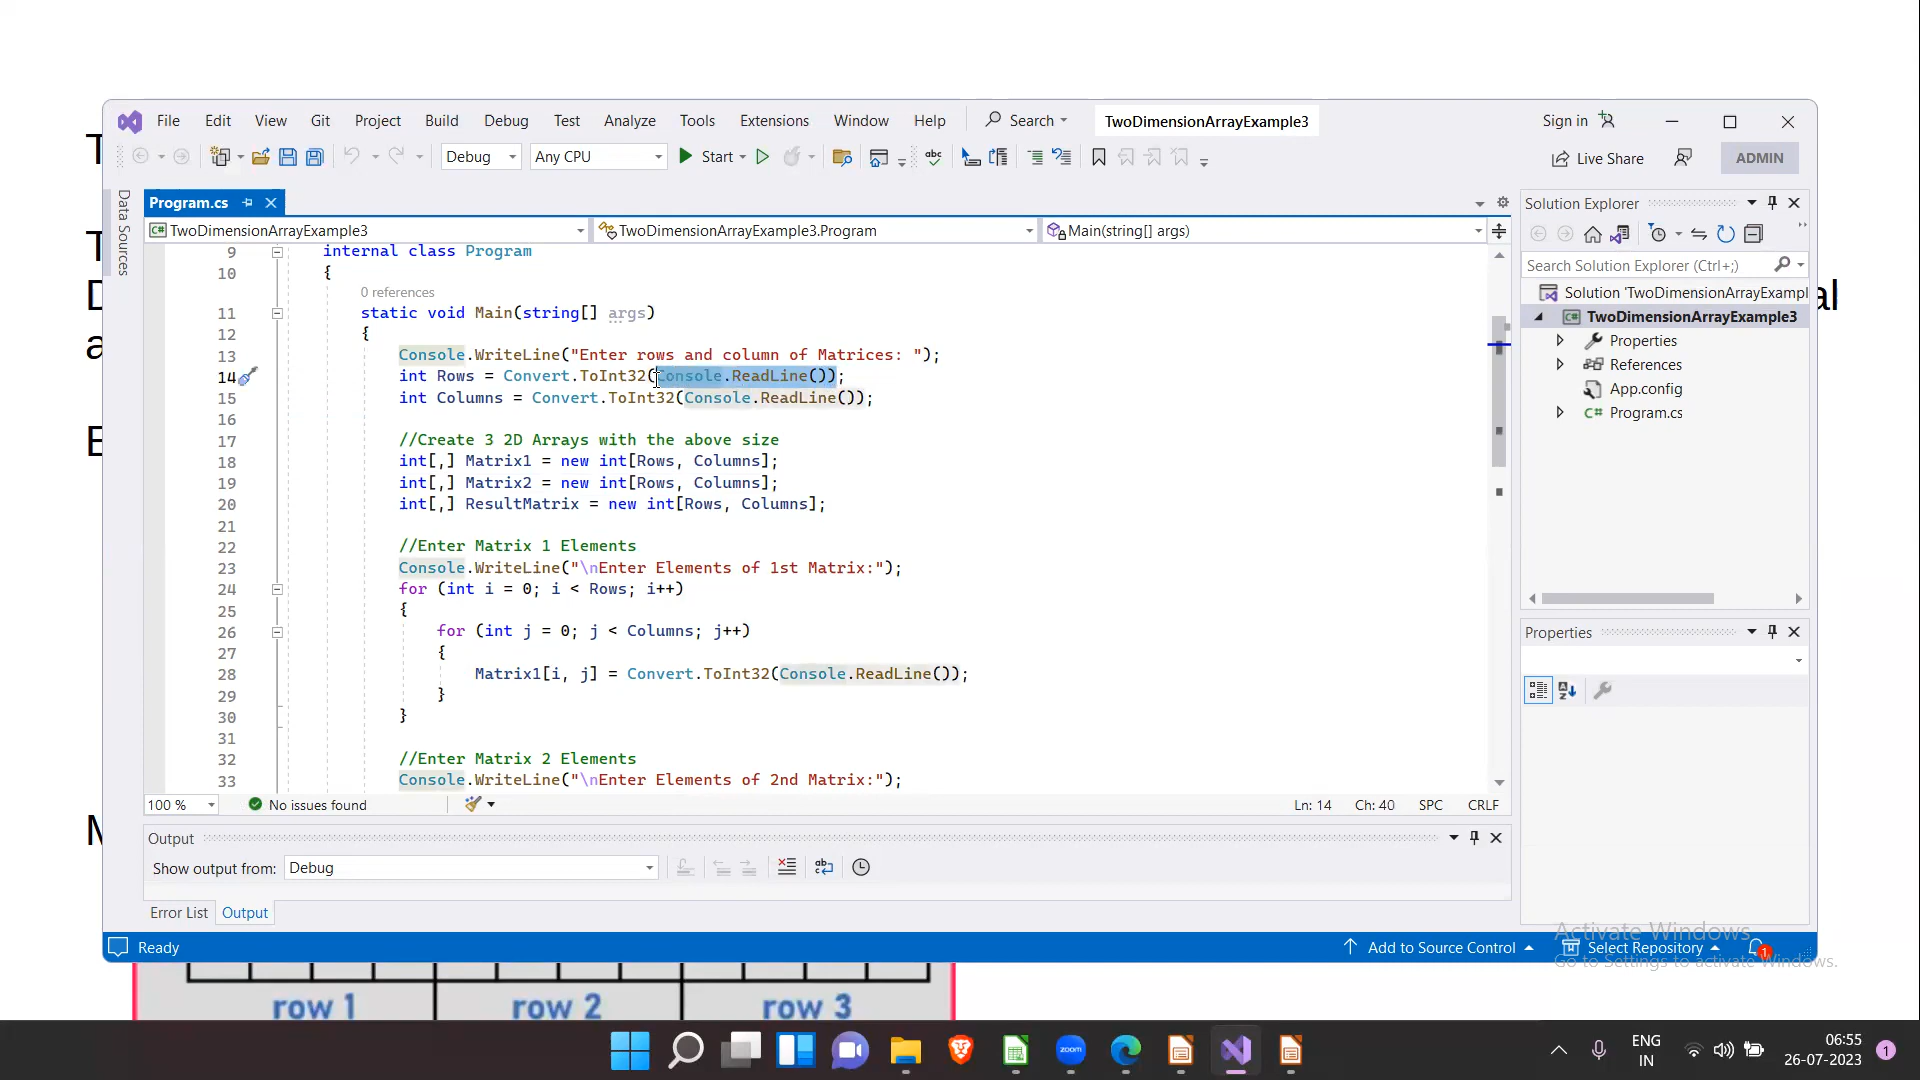 File Edit View Git Project Build Debug Test Analyze Tools Extensions Window Help Search TwoDimensionArrayExample3 Sign in
Debug Any CPU Start Live Share ADMIN
Data Sources
Program.cs
TwoDimensionArrayExample3 TwoDimensionArrayExample3.Program Main(string[] args)
9 internal class Program
10 {
0 references
11 static void Main(string[] args)
12 {
13 Console.WriteLine("Enter rows and column of Matrices: ");
14 int Rows = Convert.ToInt32(Console.ReadLine());
15 int Columns = Convert.ToInt32(Console.ReadLine());
16
17 //Create 3 2D Arrays with the above size
18 int[,] Matrix1 = new int[Rows, Columns];
19 int[,] Matrix2 = new int[Rows, Columns];
20 int[,] ResultMatrix = new int[Rows, Columns];
21
22 //Enter Matrix 1 Elements
23 Console.WriteLine("\nEnter Elements of 1st Matrix:");
24 for (int i = 0; i < Rows; i++)
25 {
26 for (int j = 0; j < Columns; j++)
27 {
28 Matrix1[i, j] = Convert.ToInt32(Console.ReadLine());
29 }
30 }
31
32 //Enter Matrix 2 Elements
33 Console.WriteLine("\nEnter Elements of 2nd Matrix:");
100 % No issues found Ln: 14 Ch: 40 SPC CRLF
Output
Show output from: Debug
Error List Output
Solution Explorer
Search Solution Explorer (Ctrl+;)
Solution 'TwoDimensionArrayExampl
TwoDimensionArrayExample3
Properties
References
App.config
C# Program.cs
Properties
Ready Add to Source Control Select Repository 1
Activate Windows
Go to Settings to activate Windows.
T
T
D al
a
E
M
row 1 row 2 row 3
zoom
ENG
IN
06:55
26-07-2023
1